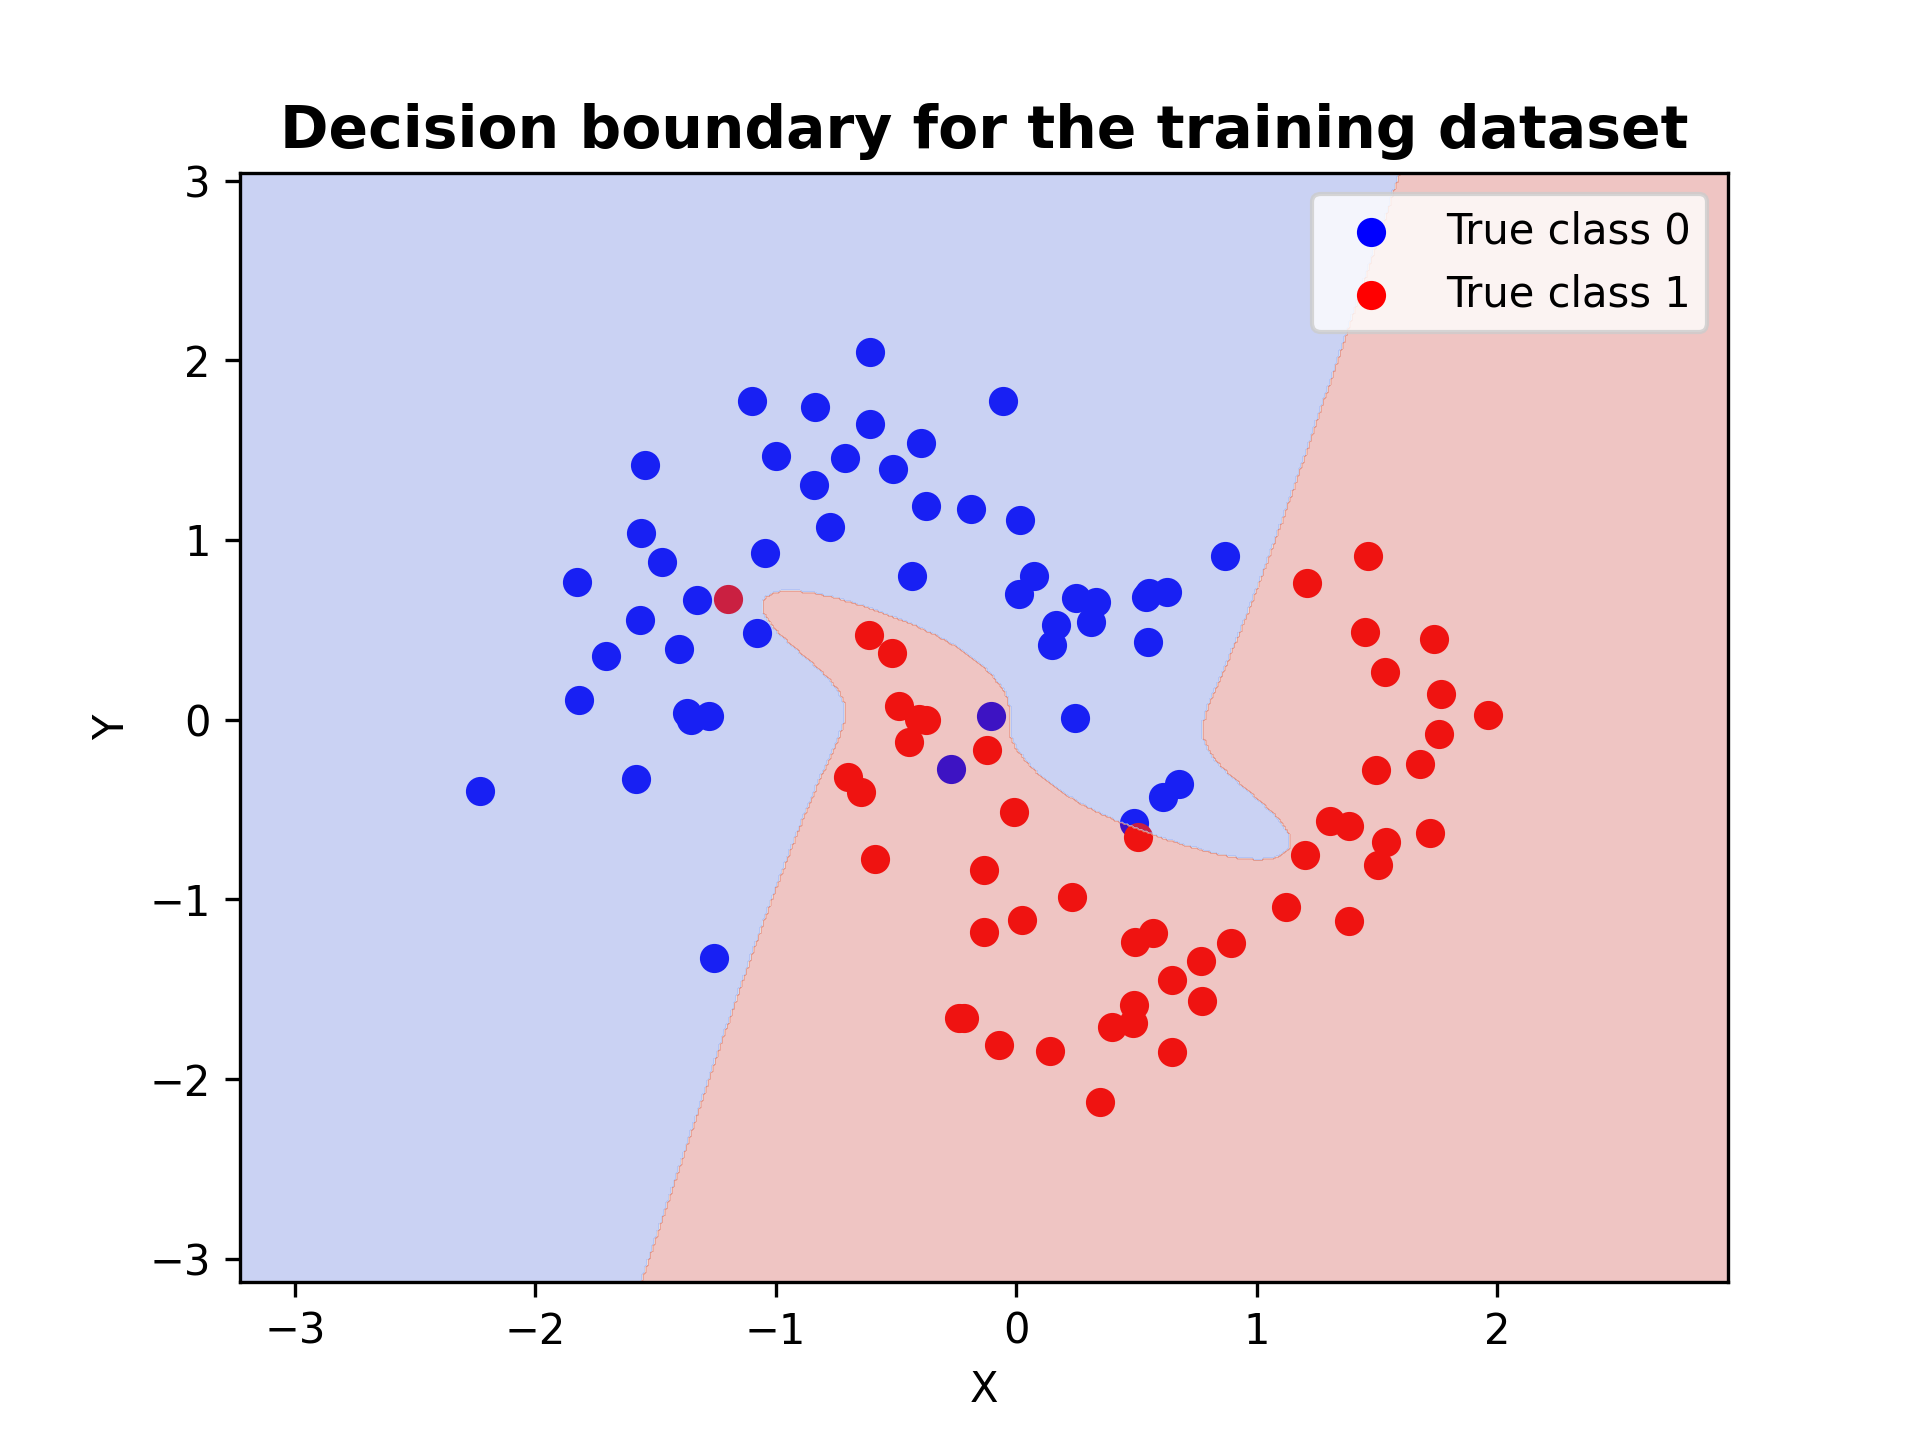 Decision boundary for the training dataset
True class 0
True class 1
3
2
1
0
−1
−2
−3
Y
−3 −2 −1 0 1 2
X